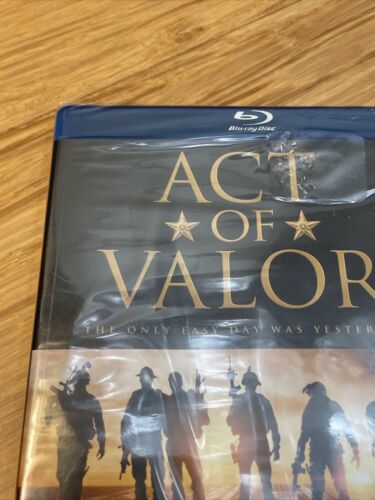 Blu-ray Disc
ACT
OF
VALOR
THE ONLY EASY DAY WAS YESTER